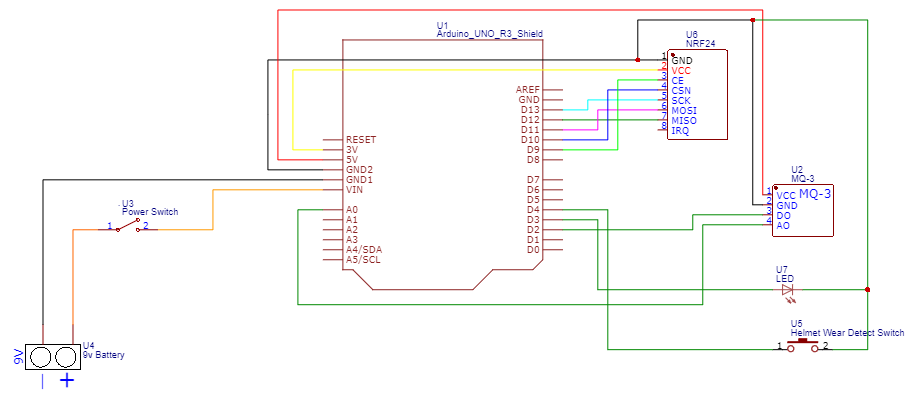 U1
Arduino_UNO_R3_Shield
U6
NRF24
1 GND
2 VCC
3 CE
4 CSN
5 SCK
6 MOSI
7 MISO
8 IRQ
AREF
GND
D13
D12
D11
D10
D9
D8
D7
D6
D5
D4
D3
D2
D1
D0
RESET
3V
5V
GND2
GND1
VIN
A0
A1
A2
A3
A4/SDA
A5/SCL
U2
MQ-3
1 VCC MQ-3
2 GND
3 DO
4 AO
U3
Power Switch
1 2
U7
LED
U5
Helmet Wear Detect Switch
1 2
U4
9v Battery
9V
— +